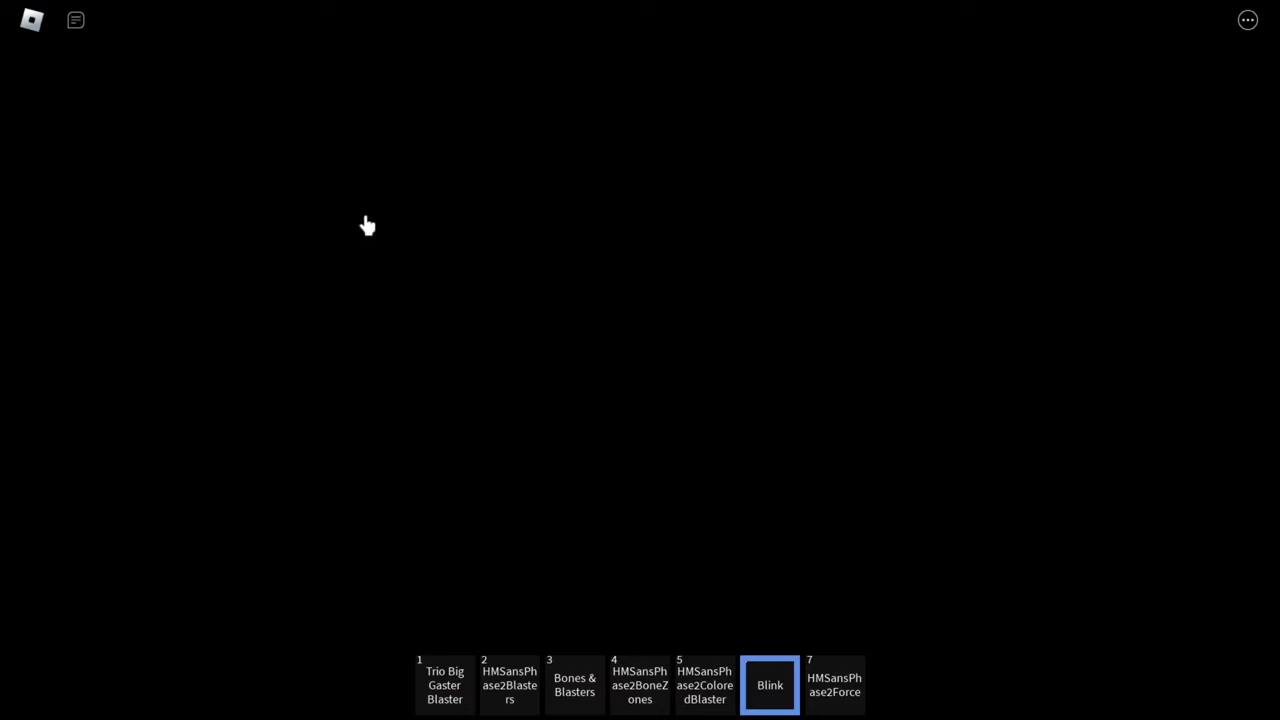 1
Trio Big
Gaster
Blaster
2
HMSansPh
ase2Blaste
rs
3
Bones &
Blasters
4
HMSansPh
ase2BoneZ
ones
5
HMSansPh
ase2Colore
dBlaster
Blink
7
HMSansPh
ase2Force